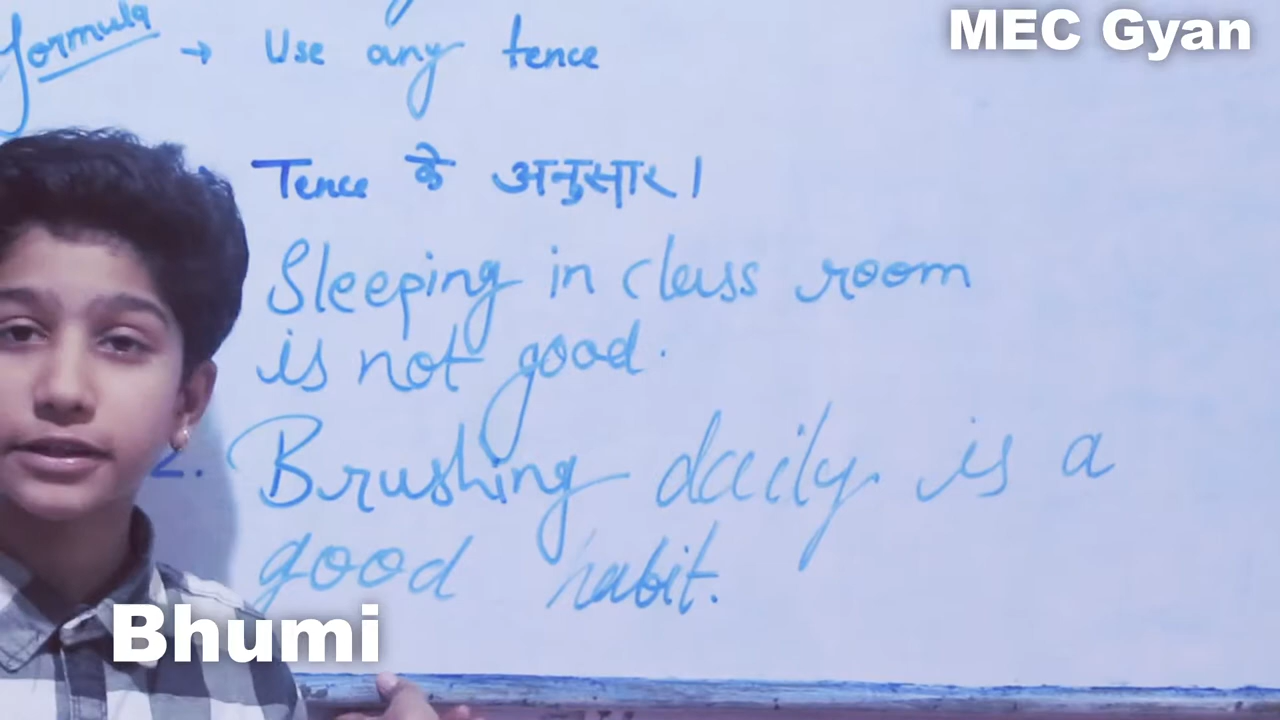 MEC Gyan
formula → Use any tence
Tence के अनुसार।
Sleeping in class room
is not good.
2. Brushing daily is a
good habit.
Bhumi